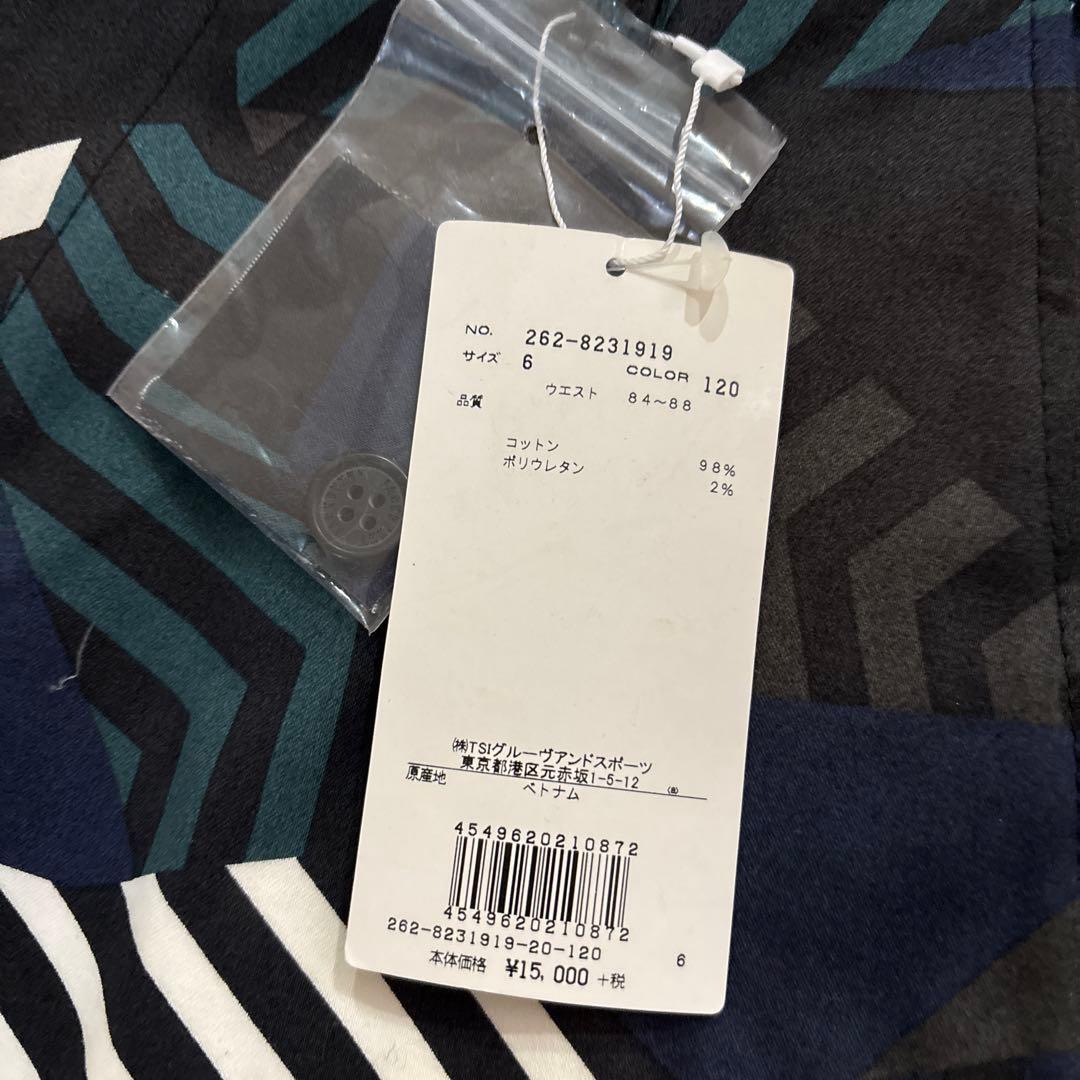 NO. 262-8231919
サイズ 6 COLOR 120
ウエスト 84〜88
品質
コットン 98%
ポリウレタン 2%
㈱TSIグルーヴアンドスポーツ
東京都港区元赤坂1-5-12
原産地 ベトナム
4549620210872
4549620210872
262-8231919-20-120 6
本体価格 ¥15,000 +税